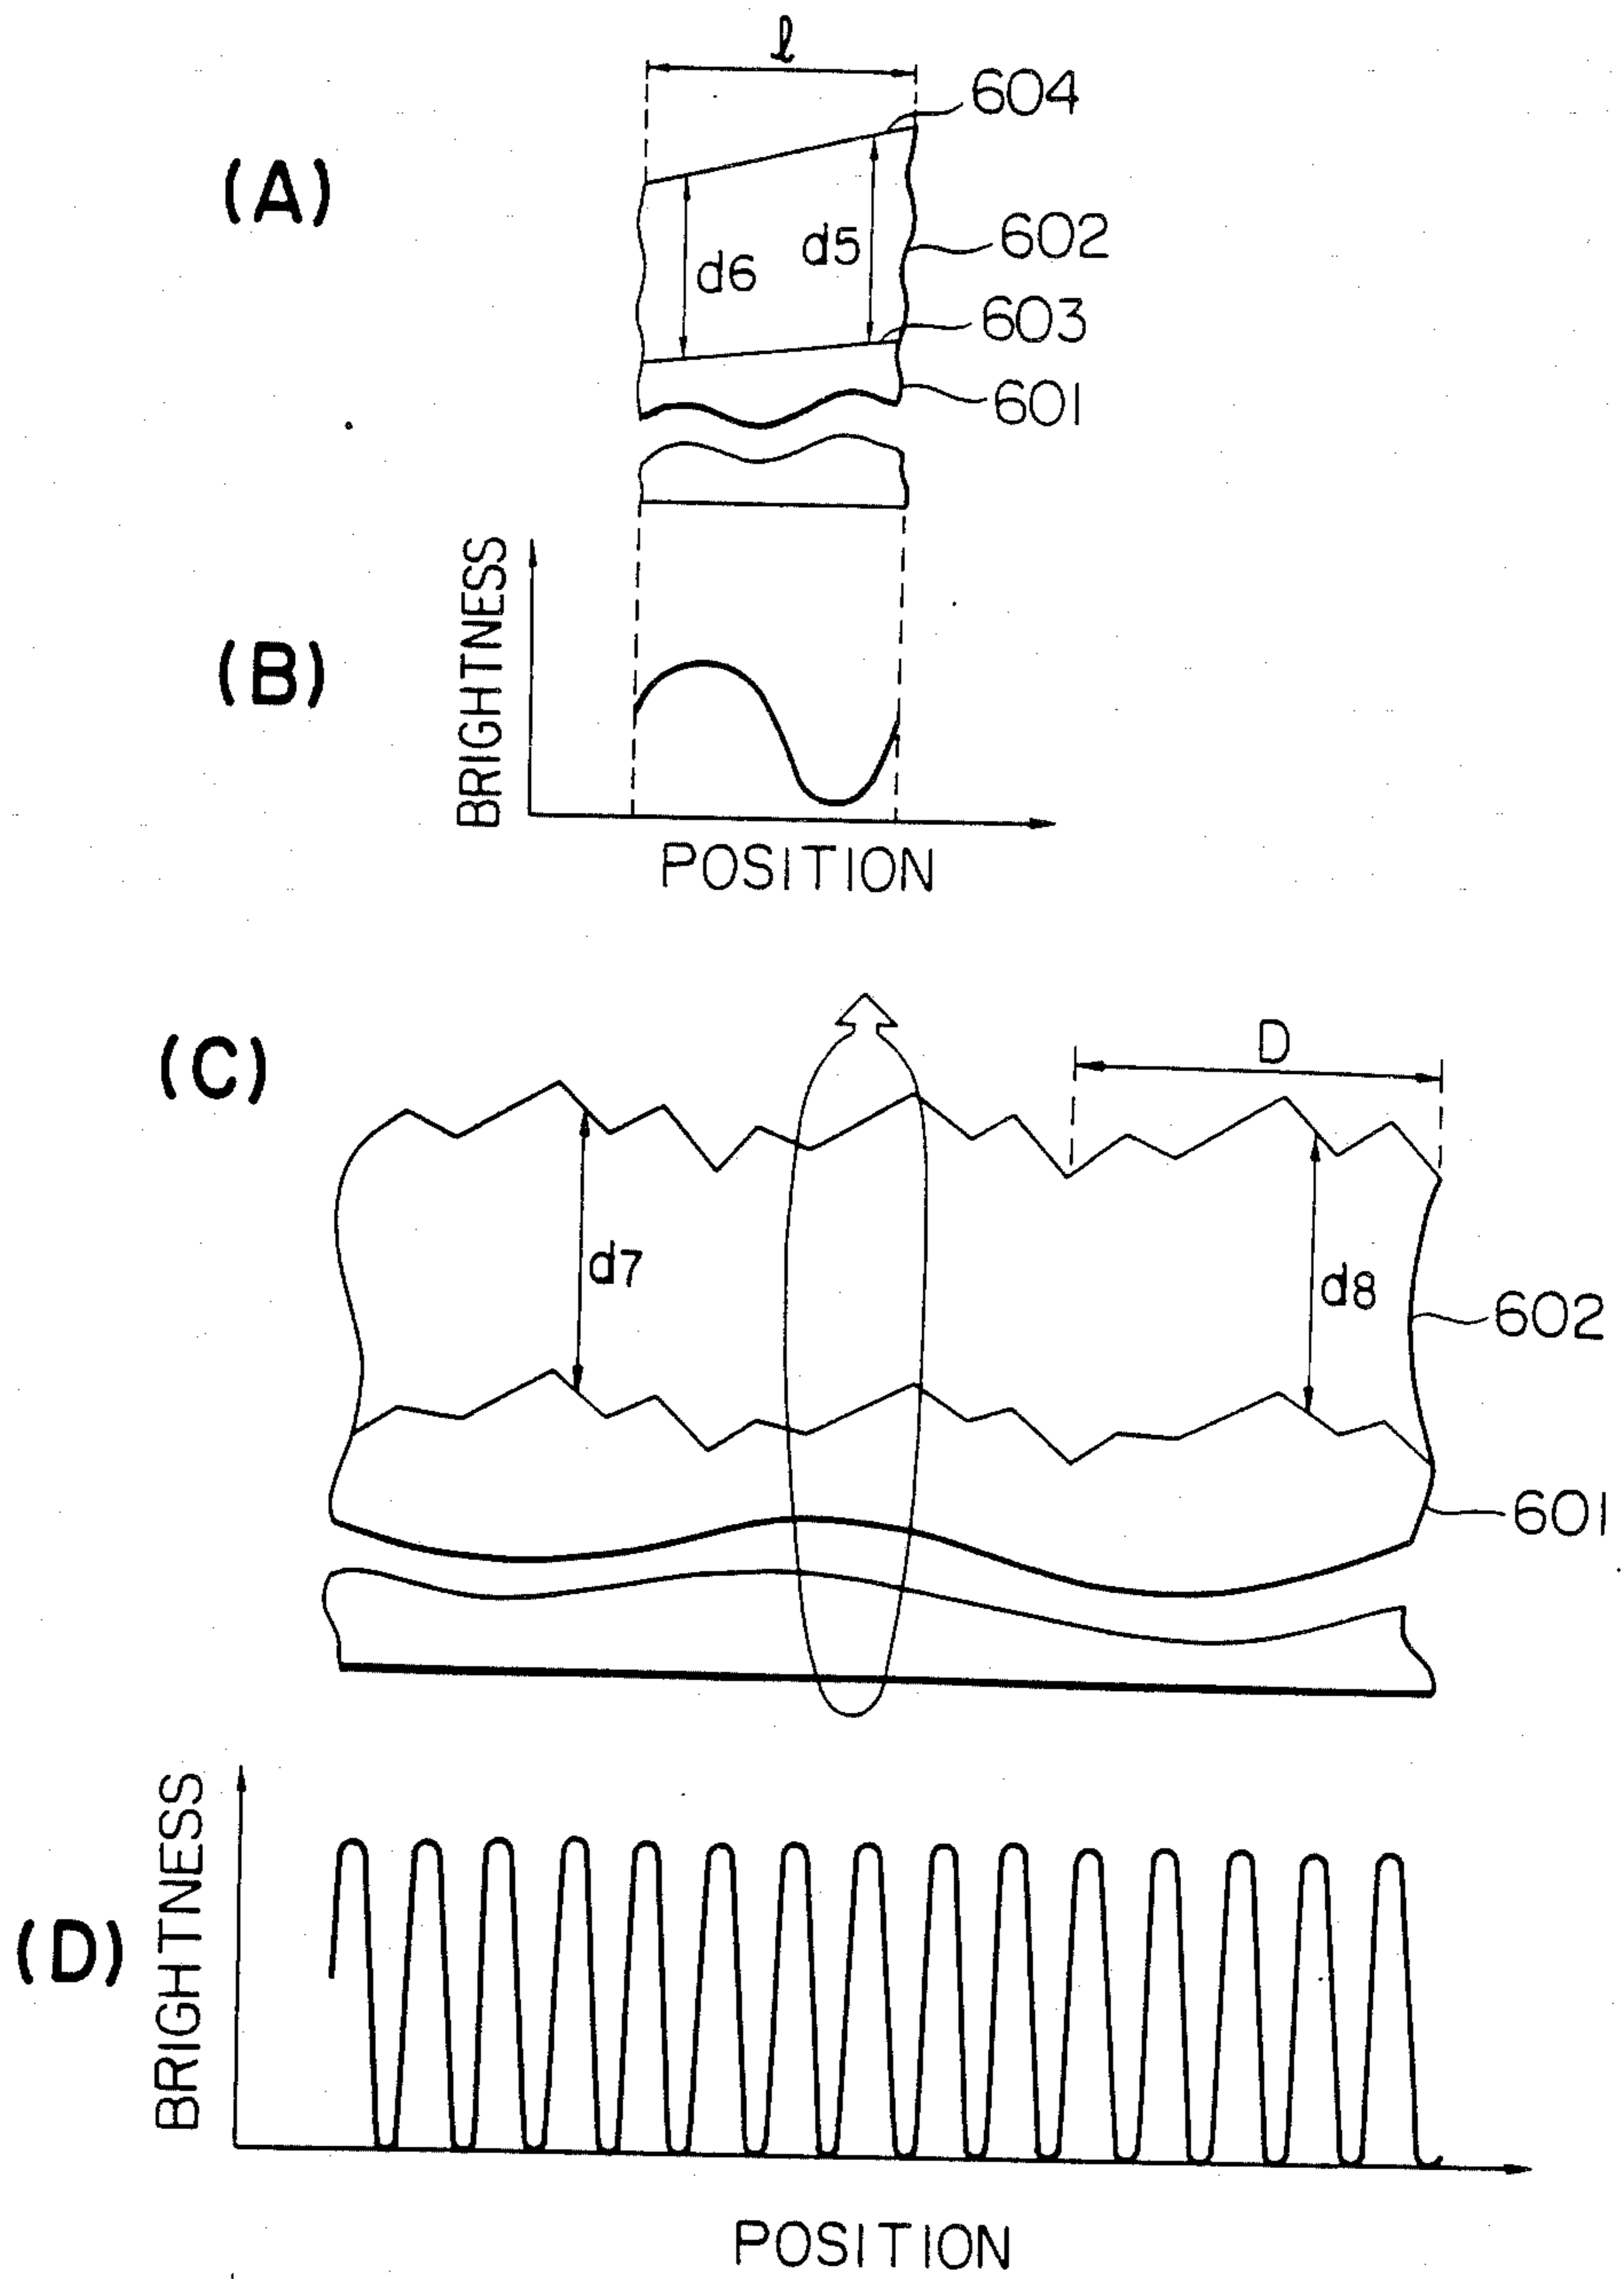 l
604
(A)
602
d5
d6
603
601
BRIGHTNESS
(B)
POSITION
(C)
D
d7
d8
602
601
BRIGHTNESS
(D)
POSITION